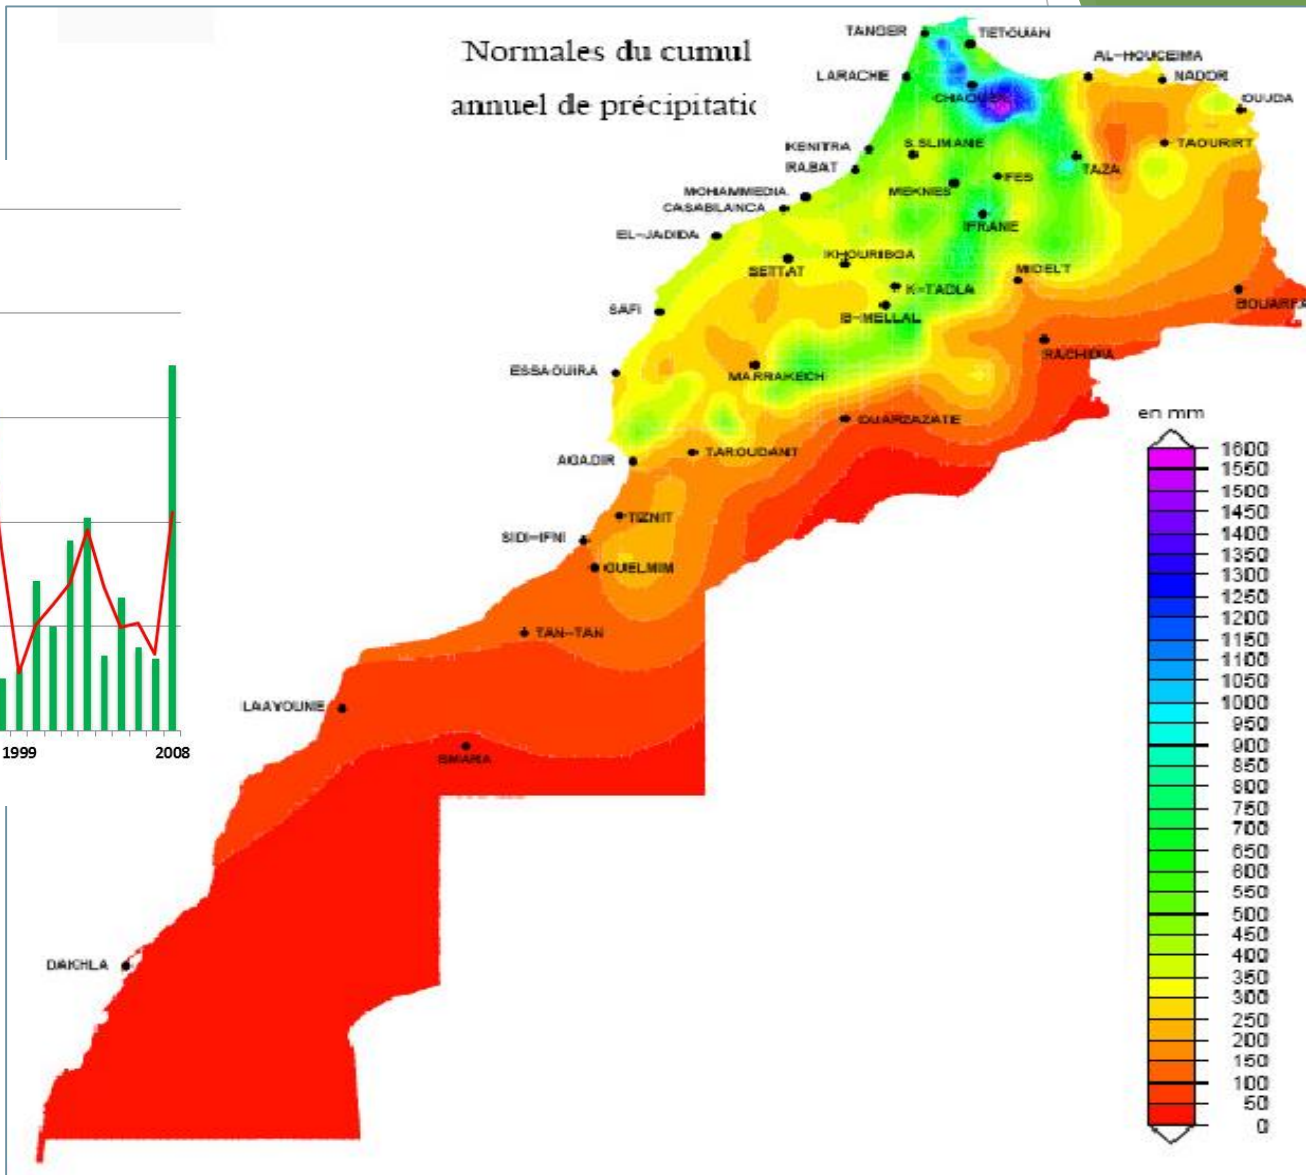 Normales du cumul
annuel de précipitatic
TANGER
TETOUAN
AL-HOUCEIMA
LARACHE
NADOR
OUJDA
KENITRA
S.SLIMANE
TAOURIRT
RABAT
FES
TAZA
MOHAMMEDIA
MEKNES
CASABLANCA
IFRANE
EL-JADIDA
KHOURIBGA
SETTAT
MIDELT
K-TADLA
BOUARFA
SAFI
B-MELLAL
RACHIDIA
ESSAOUIRA
MARRAKECH
OUARZAZATE
en mm
TAROUDANT
AGADIR
TIZNIT
SIDI-IFNI
GUELMIM
TAN-TAN
LAAYOUNE
SMARA
DAKHLA
1999
2008
1600
1550
1500
1450
1400
1350
1300
1250
1200
1150
1100
1050
1000
950
900
850
800
750
700
650
600
550
500
450
400
350
300
250
200
150
100
50
0